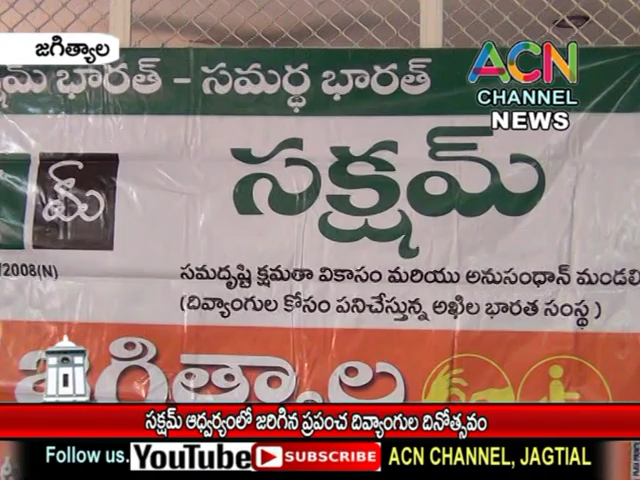 జగిత్యాల
ACN
CHANNEL
NEWS
భారత్ - సమర్థ భారత్
సక్షమ్
మ్
/2008(N)
సమదృష్టి క్షమతా వికాసం మరియు అనుసంధాన్ మండలి
(దివ్యాంగుల కోసం పనిచేస్తున్న అఖిల భారత సంస్థ)
జగిత్యాల
సక్షమ్ ఆధ్వర్యంలో జరిగిన ప్రపంచ దివ్యాంగుల దినోత్సవం
Follow us. YouTube SUBSCRIBE ACN CHANNEL, JAGTIAL